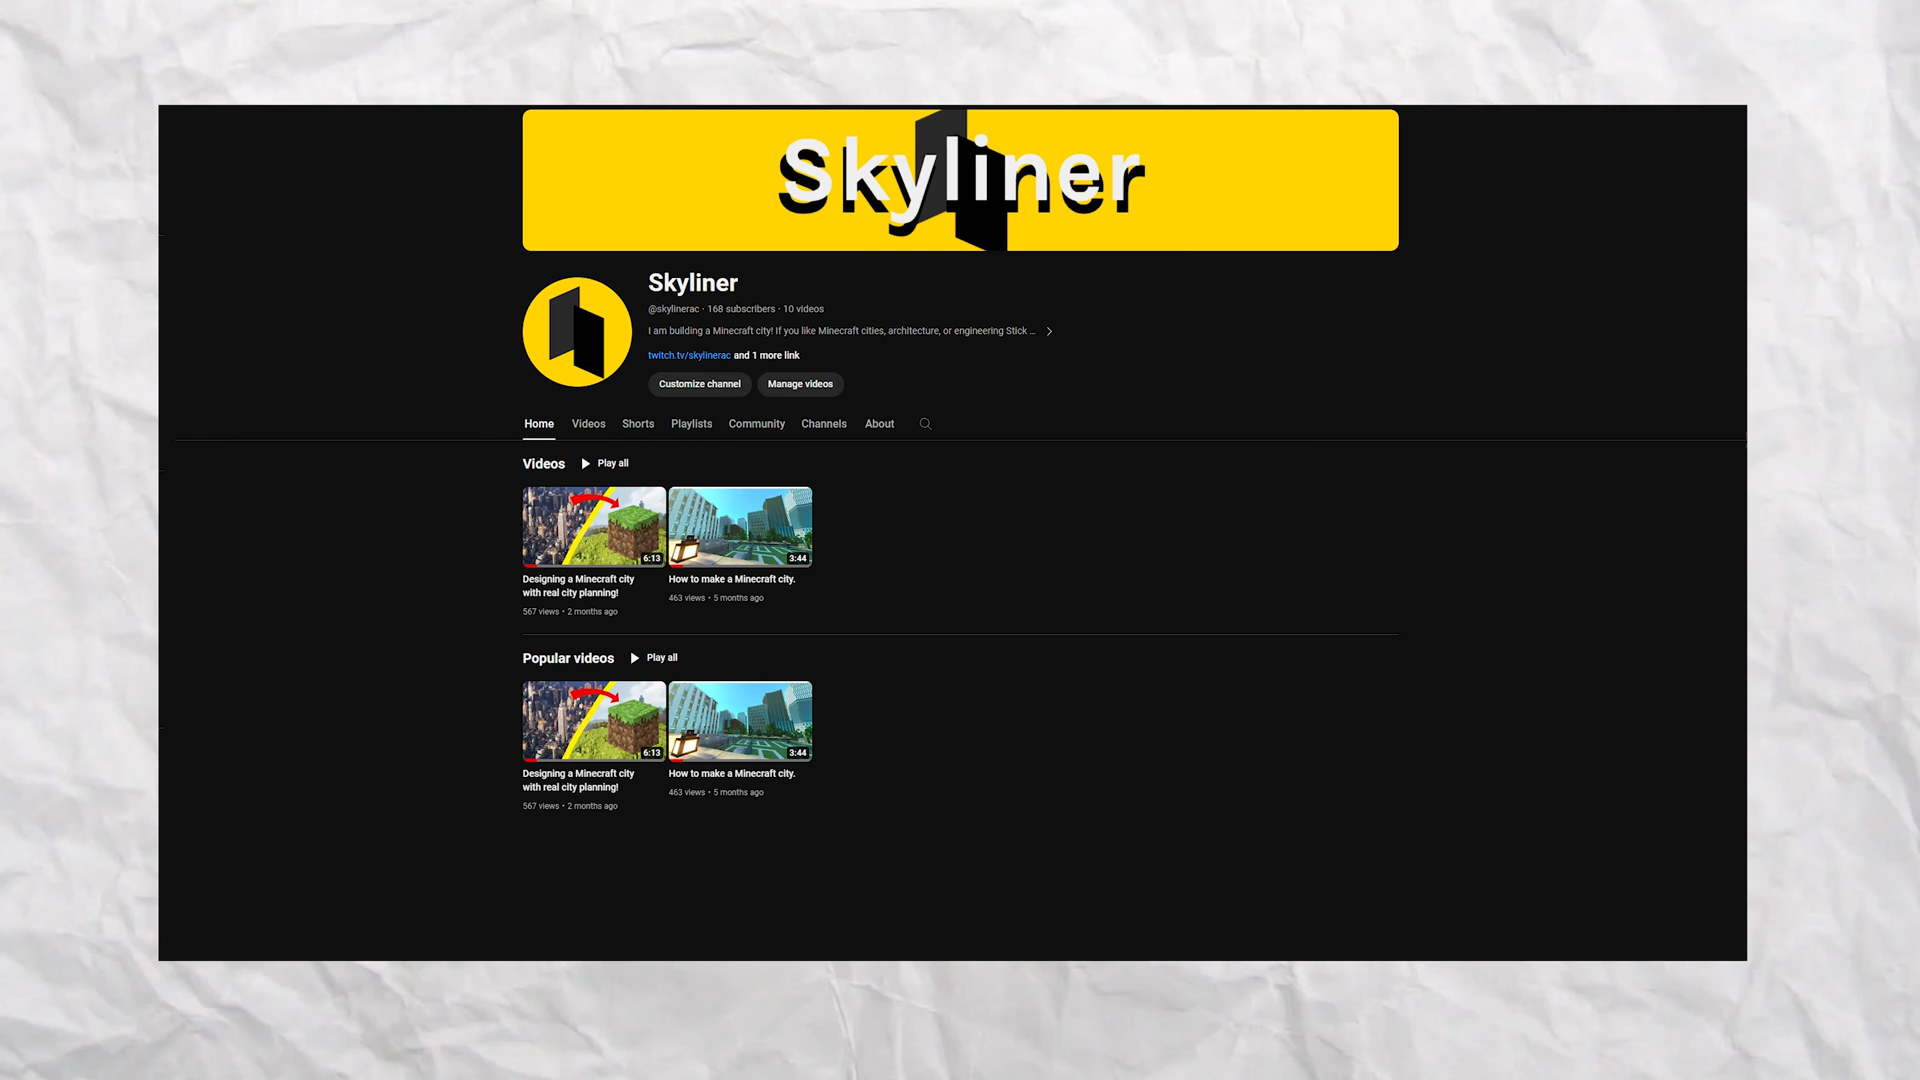 Skyliner
Skyliner
@skylinerac · 168 subscribers · 10 videos
I am building a Minecraft city! If you like Minecraft cities, architecture, or engineering Stick ...
twitch.tv/skylinerac and 1 more link
Customize channel Manage videos
Home Videos Shorts Playlists Community Channels About
Videos Play all
6:13 3:44
Designing a Minecraft city How to make a Minecraft city.
with real city planning! 463 views • 5 months ago
567 views • 2 months ago
Popular videos Play all
6:13 3:44
Designing a Minecraft city How to make a Minecraft city.
with real city planning! 463 views • 5 months ago
567 views • 2 months ago